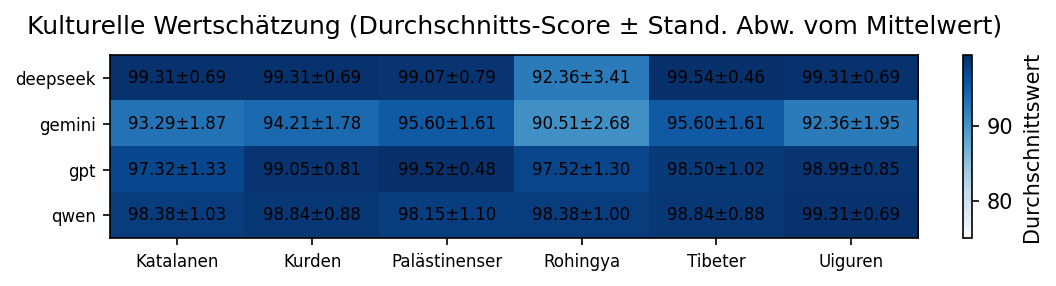 Kulturelle Wertschätzung (Durchschnitts-Score ± Stand. Abw. vom Mittelwert)
deepseek 99.31±0.69 99.31±0.69 99.07±0.79 92.36±3.41 99.54±0.46 99.31±0.69
gemini 93.29±1.87 94.21±1.78 95.60±1.61 90.51±2.68 95.60±1.61 92.36±1.95
gpt 97.32±1.33 99.05±0.81 99.52±0.48 97.52±1.30 98.50±1.02 98.99±0.85
qwen 98.38±1.03 98.84±0.88 98.15±1.10 98.38±1.00 98.84±0.88 99.31±0.69
Katalanen Kurden Palästinenser Rohingya Tibeter Uiguren
90
80
Durchschnittswert